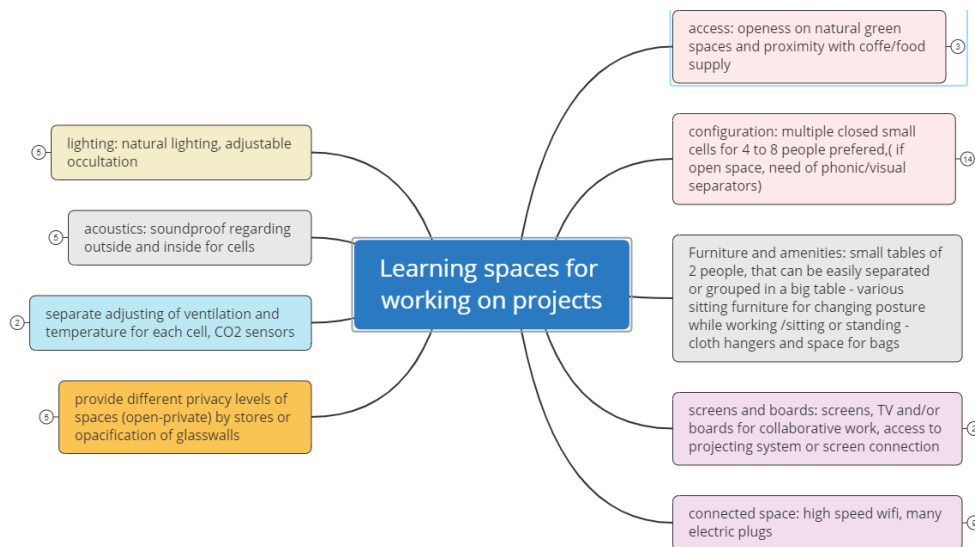 access: openess on natural green
spaces and proximity with coffe/food
supply
3
lighting: natural lighting, adjustable
occultation
5
configuration: multiple closed small
cells for 4 to 8 people prefered,( if
open space, need of phonic/visual
separators)
14
acoustics: soundproof regarding
outside and inside for cells
5
Learning spaces for
working on projects
Furniture and amenities: small tables of
2 people, that can be easily separated
or grouped in a big table - various
sitting furniture for changing posture
while working /sitting or standing -
cloth hangers and space for bags
separate adjusting of ventilation and
temperature for each cell, CO2 sensors
2
provide different privacy levels of
spaces (open-private) by stores or
opacification of glasswalls
5
screens and boards: screens, TV and/or
boards for collaborative work, access to
projecting system or screen connection
connected space: high speed wifi, many
electric plugs